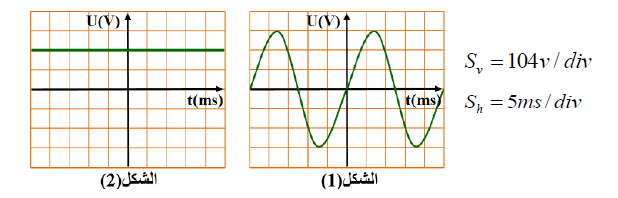 U(V)
t(ms)
الشكل(2)
U(V)
t(ms)
الشكل(1)
S_v = 104v / div
S_h = 5ms / div